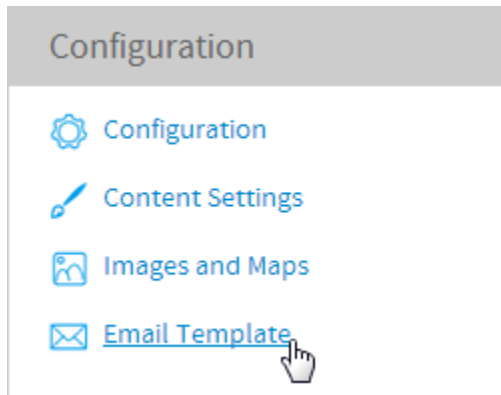 Configuration
Configuration
Content Settings
Images and Maps
Email Template